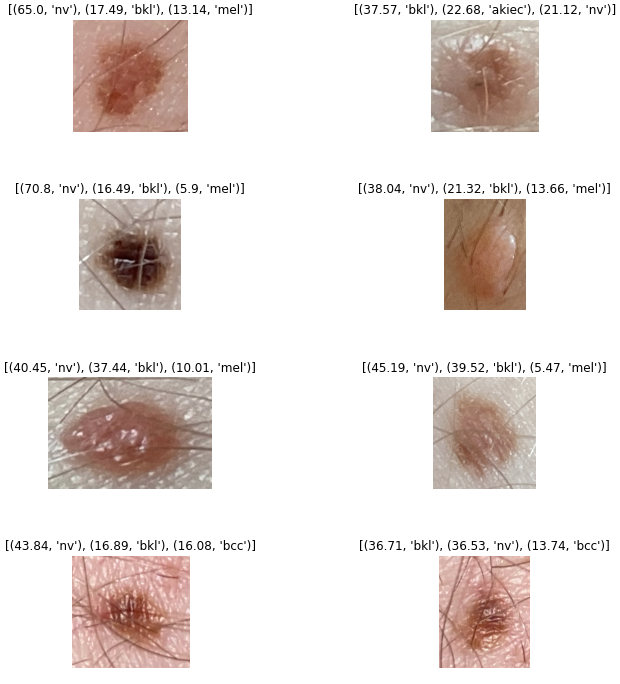 [(65.0, 'nv'), (17.49, 'bkl'), (13.14, 'mel')]
[(37.57, 'bkl'), (22.68, 'akiec'), (21.12, 'nv')]
[(70.8, 'nv'), (16.49, 'bkl'), (5.9, 'mel')]
[(38.04, 'nv'), (21.32, 'bkl'), (13.66, 'mel')]
[(40.45, 'nv'), (37.44, 'bkl'), (10.01, 'mel')]
[(45.19, 'nv'), (39.52, 'bkl'), (5.47, 'mel')]
[(43.84, 'nv'), (16.89, 'bkl'), (16.08, 'bcc')]
[(36.71, 'bkl'), (36.53, 'nv'), (13.74, 'bcc')]